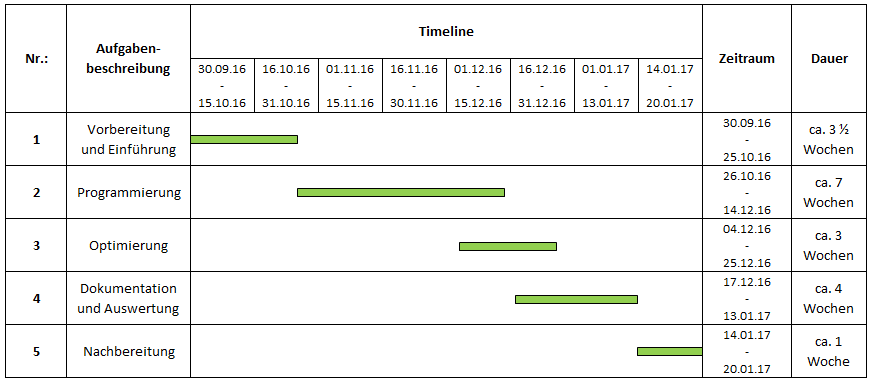 Nr.:
Aufgaben-
beschreibung
Timeline
Zeitraum
Dauer
30.09.16
-
15.10.16
16.10.16
-
31.10.16
01.11.16
-
15.11.16
16.11.16
-
30.11.16
01.12.16
-
15.12.16
16.12.16
-
31.12.16
01.01.17
-
13.01.17
14.01.17
-
20.01.17
1
Vorbereitung
und Einführung
30.09.16
-
25.10.16
ca. 3 ½
Wochen
2
Programmierung
26.10.16
-
14.12.16
ca. 7
Wochen
3
Optimierung
04.12.16
-
25.12.16
ca. 3
Wochen
4
Dokumentation
und Auswertung
17.12.16
-
13.01.17
ca. 4
Wochen
5
Nachbereitung
14.01.17
-
20.01.17
ca. 1
Woche